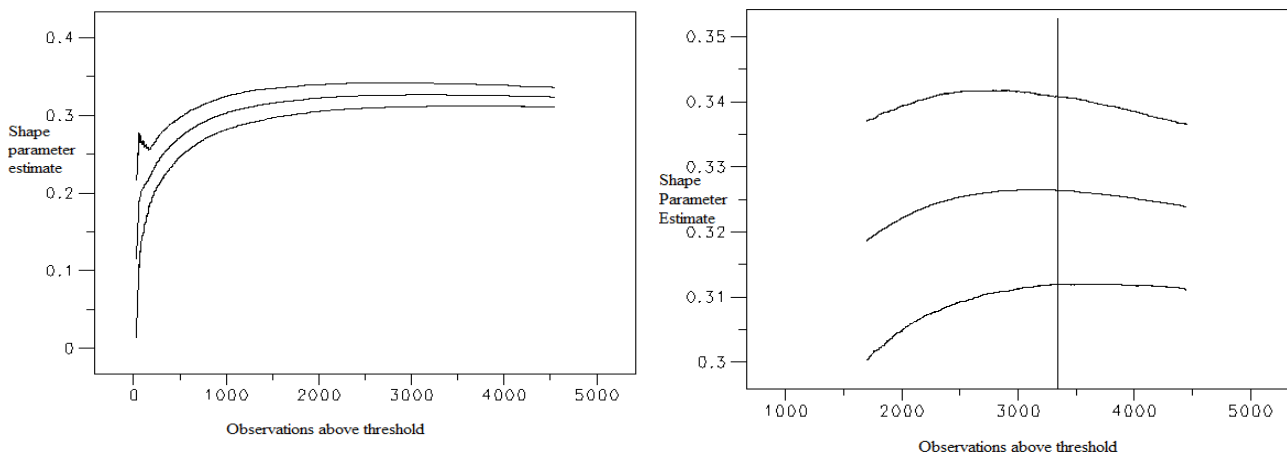 0.4
0.3
0.2
0.1
0
Shape
parameter
estimate
0 1000 2000 3000 4000 5000
Observations above threshold
0.35
0.34
0.33
0.32
0.31
0.3
Shape
Parameter
Estimate
1000 2000 3000 4000 5000
Observations above threshold